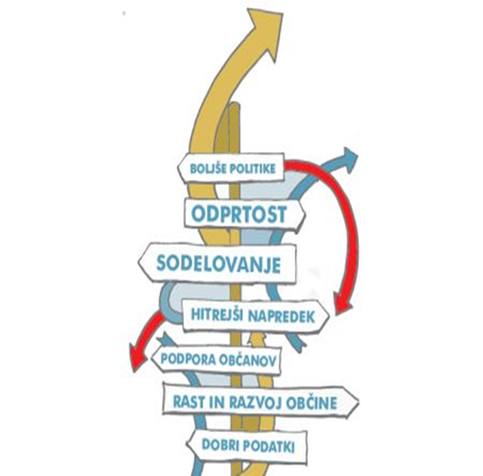 BOLJŠE POLITIKE
ODPRTOST
SODELOVANJE
HITREJŠI NAPREDEK
PODPORA OBČANOV
RAST IN RAZVOJ OBČINE
DOBRI PODATKI